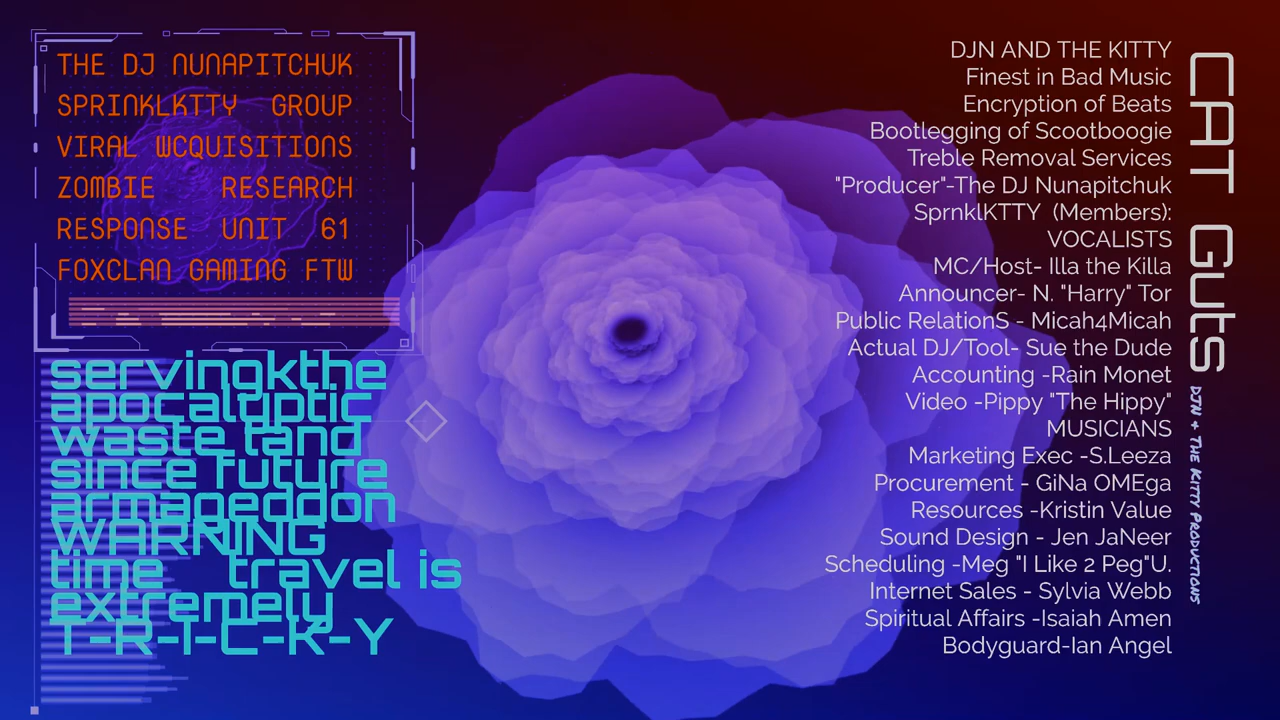 THE DJ NUNAPITCHUK
SPRINKLKTTY GROUP
VIRAL WCQUISITIONS
ZOMBIE RESEARCH
RESPONSE UNIT 61
FOXCLAN GAMING FTW
servingkthe
apocalyptic
waste land
since future
armageddon
WARRNING
time travel is
extremely
T-R-I-C-K-Y
DJN AND THE KITTY
Finest in Bad Music
Encryption of Beats
Bootlegging of Scootboogie
Treble Removal Services
"Producer"-The DJ Nunapitchuk
SprnklKTTY (Members):
VOCALISTS
MC/Host- Illa the Killa
Announcer- N. "Harry" Tor
Public RelationS - Micah4Micah
Actual DJ/Tool- Sue the Dude
Accounting -Rain Monet
Video -Pippy "The Hippy"
MUSICIANS
Marketing Exec -S.Leeza
Procurement - GiNa OMEga
Resources -Kristin Value
Sound Design - Jen JaNeer
Scheduling -Meg "I Like 2 Peg"U.
Internet Sales - Sylvia Webb
Spiritual Affairs -Isaiah Amen
Bodyguard-Ian Angel
CAT Guts
DJN + The Kitty Productions